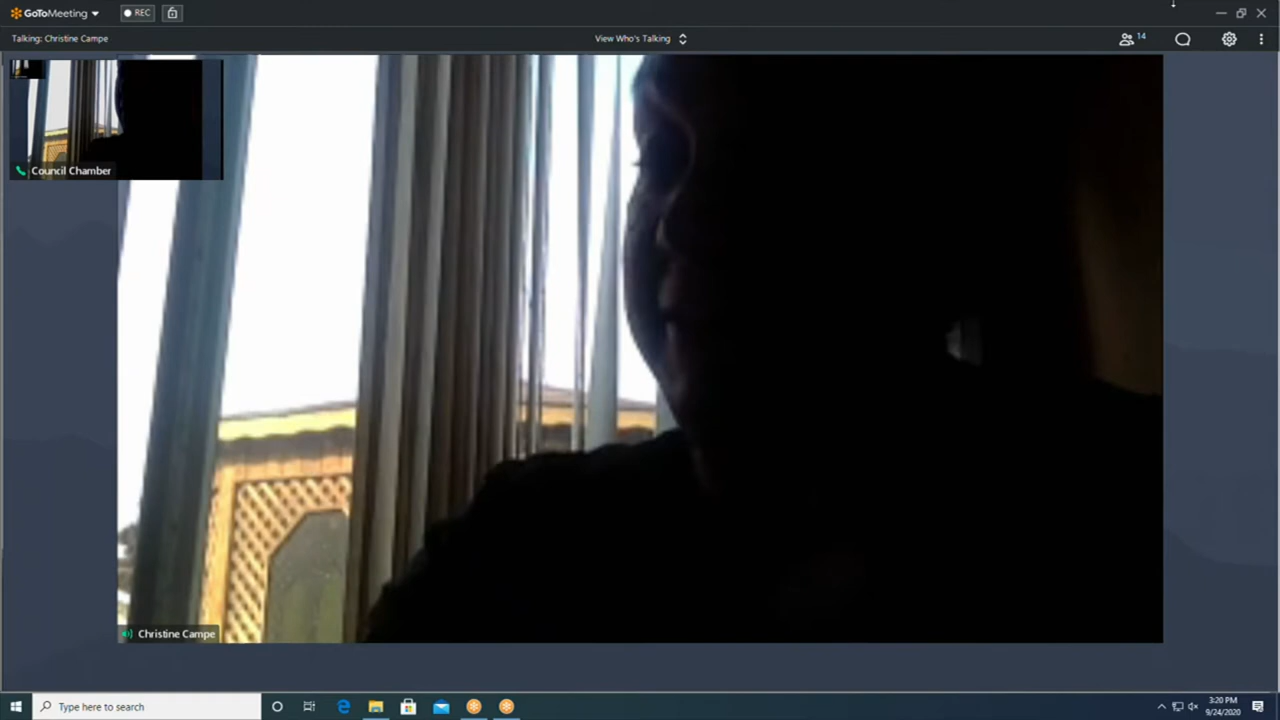 GoToMeeting
REC
Talking: Christine Campe
View Who's Talking
14
Council Chamber
Christine Campe
Type here to search
3:20 PM
9/24/2020